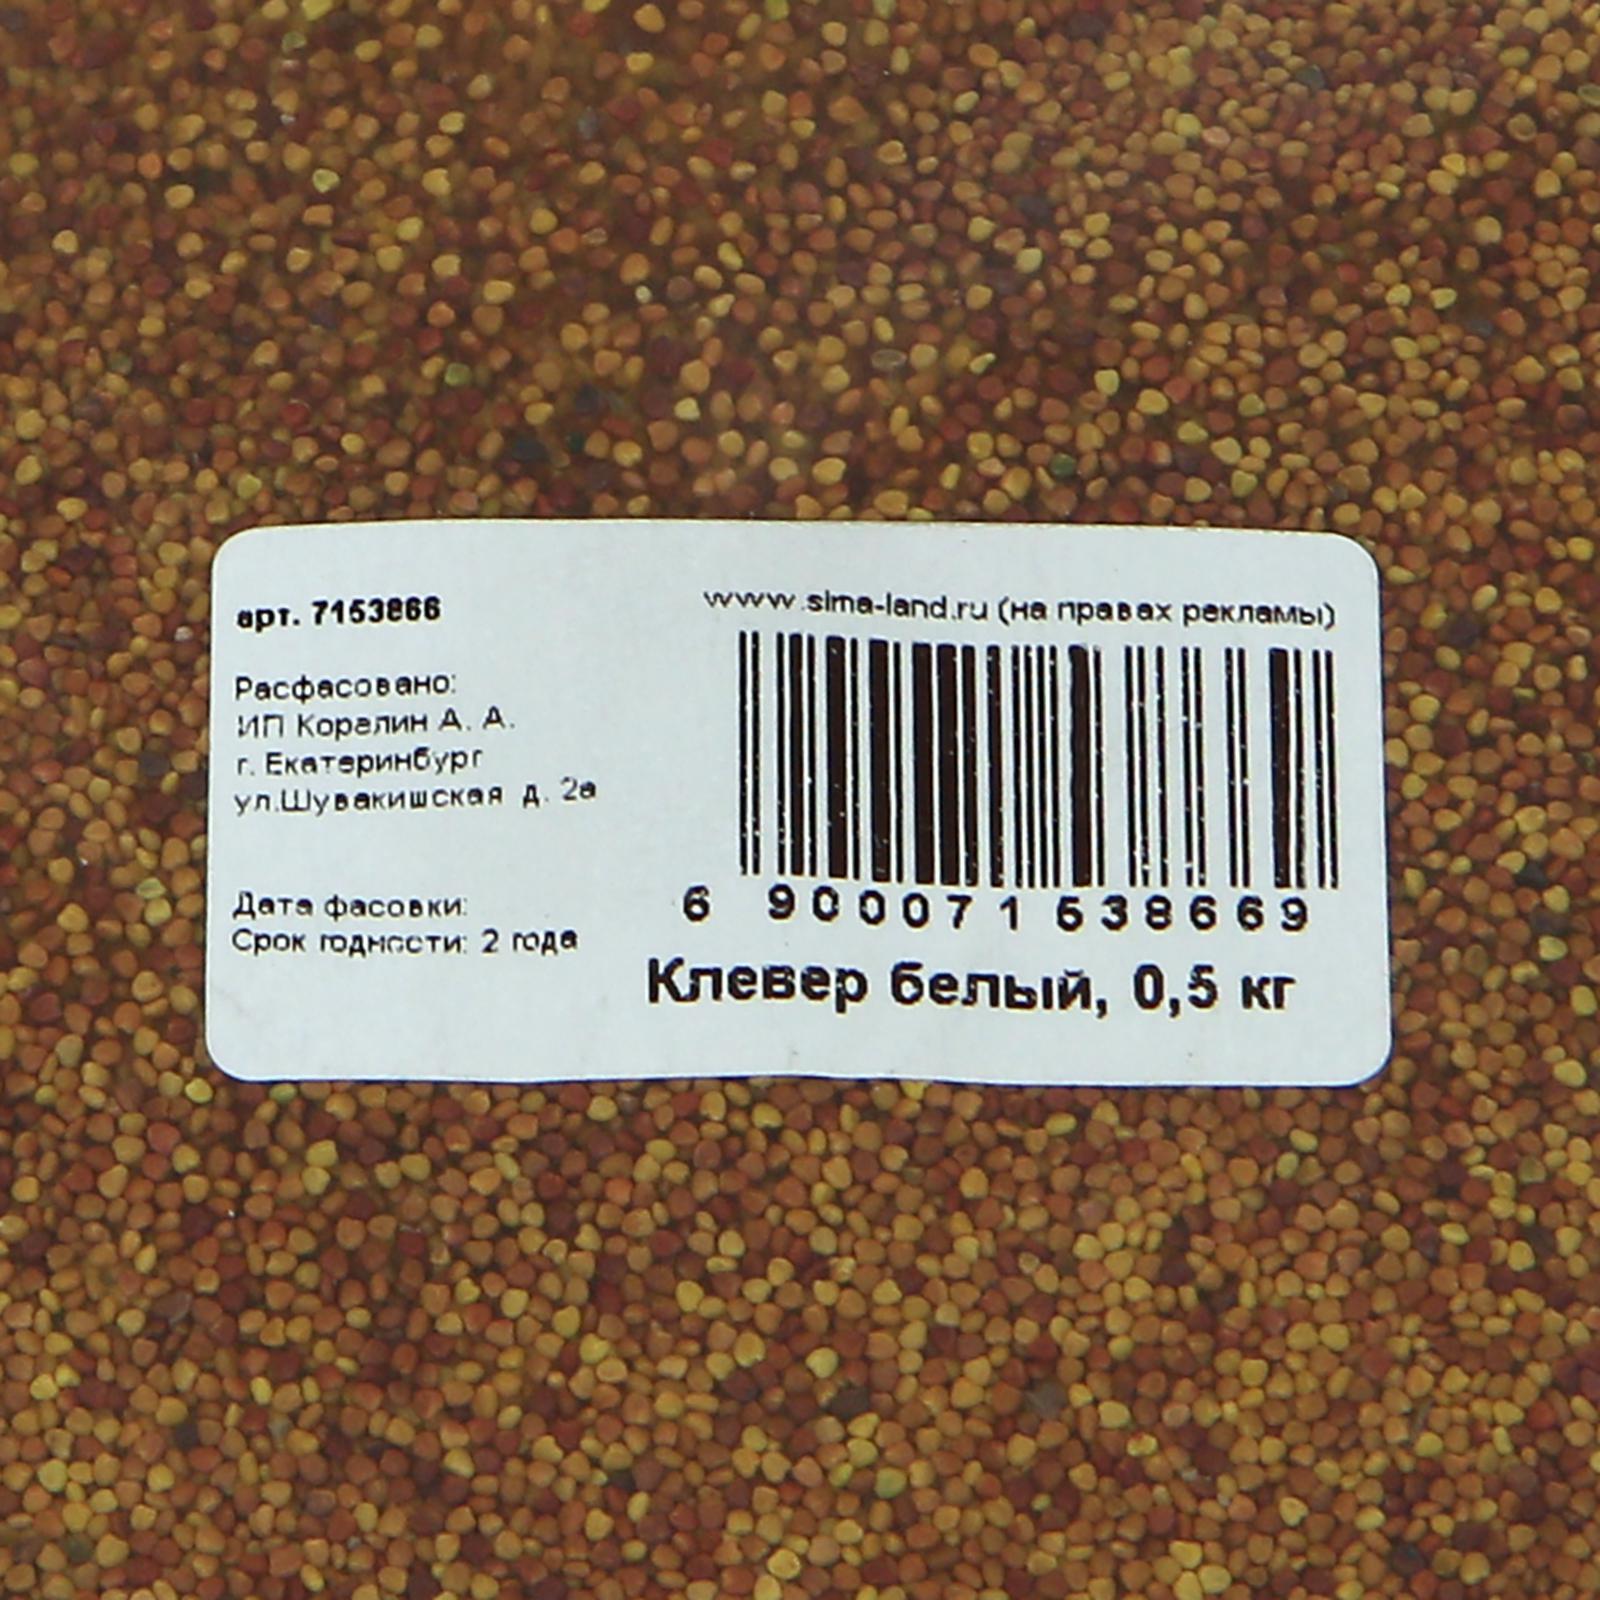 арт. 7153866
www.sima-land.ru (на правах рекламы)
Расфасовано:
ИП Коралин А. А.
г. Екатеринбург
ул.Шувакишская д. 2а
Дата фасовки:
Срок годности: 2 года
6 900071 538669
Клевер белый, 0,5 кг